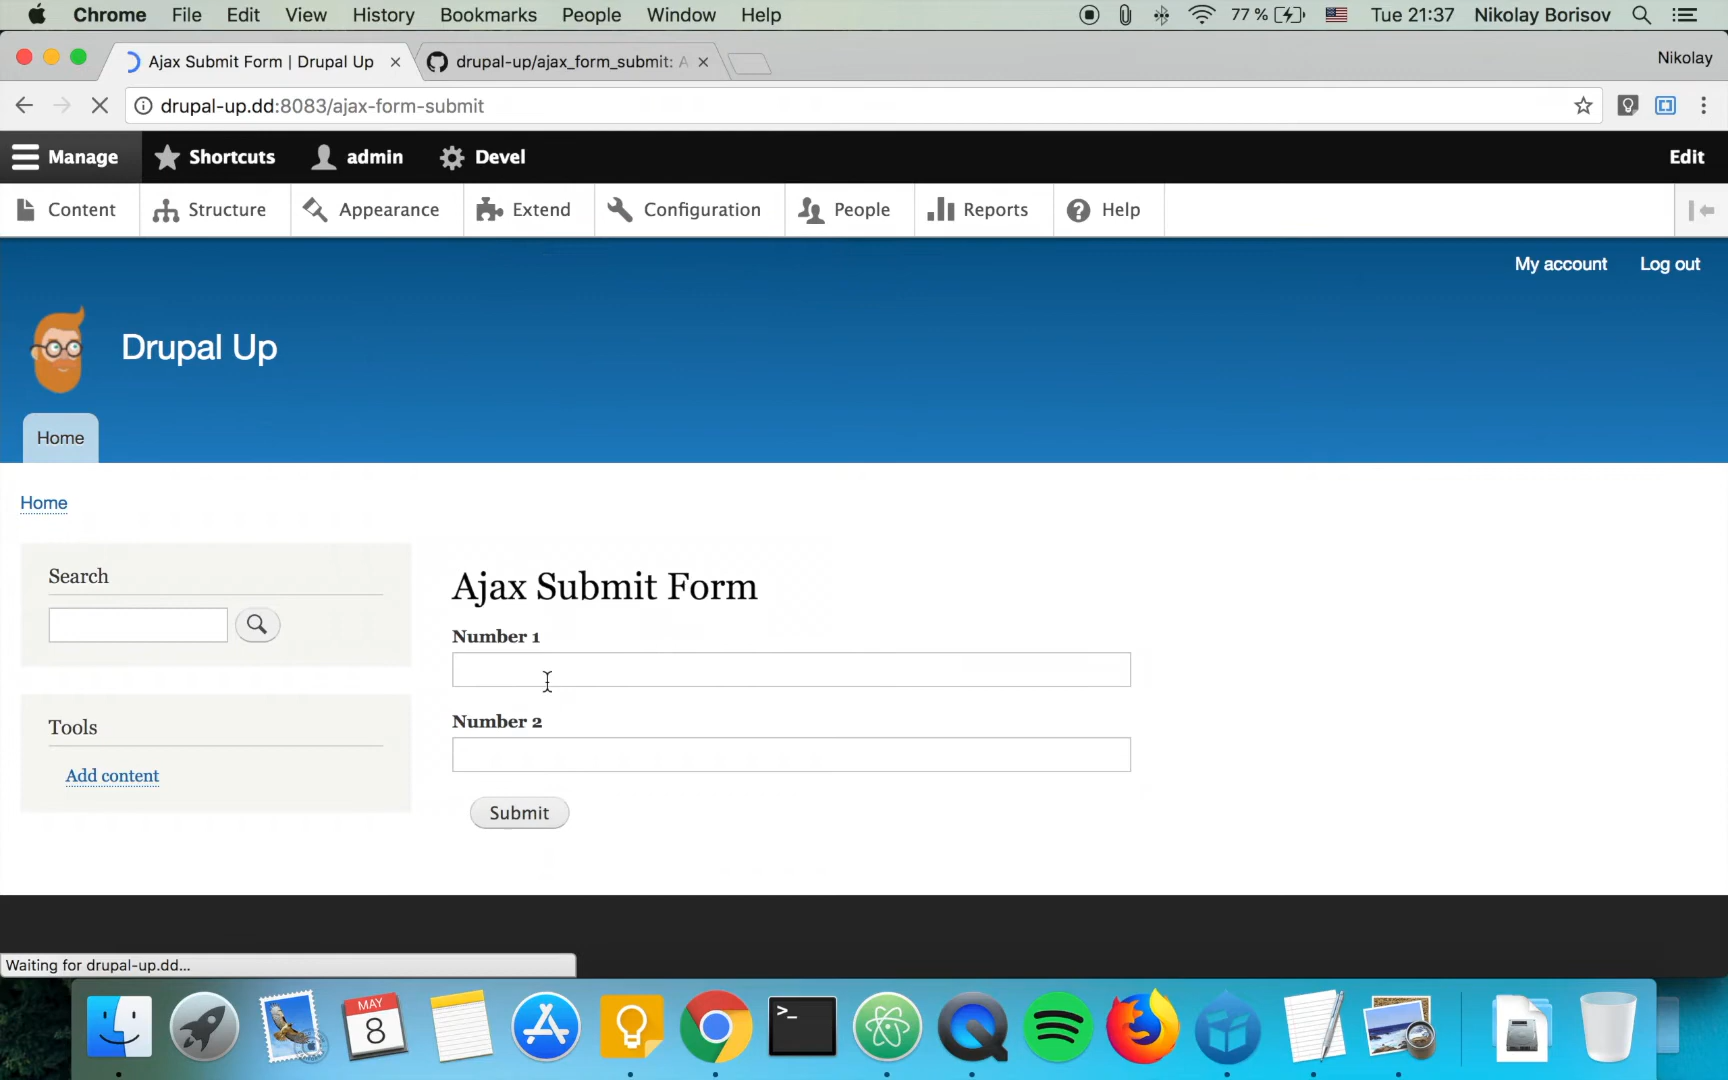 Chrome File Edit View History Bookmarks People Window Help 77 % Tue 21:37 Nikolay Borisov
Ajax Submit Form | Drupal Up drupal-up/ajax_form_submit: A Nikolay
drupal-up.dd:8083/ajax-form-submit
Manage Shortcuts admin Devel Edit
Content Structure Appearance Extend Configuration People Reports Help
My account Log out
Drupal Up
Home
Home
Search
Tools
Add content
Ajax Submit Form
Number 1
Number 2
Submit
Waiting for drupal-up.dd...
MAY
8
>_